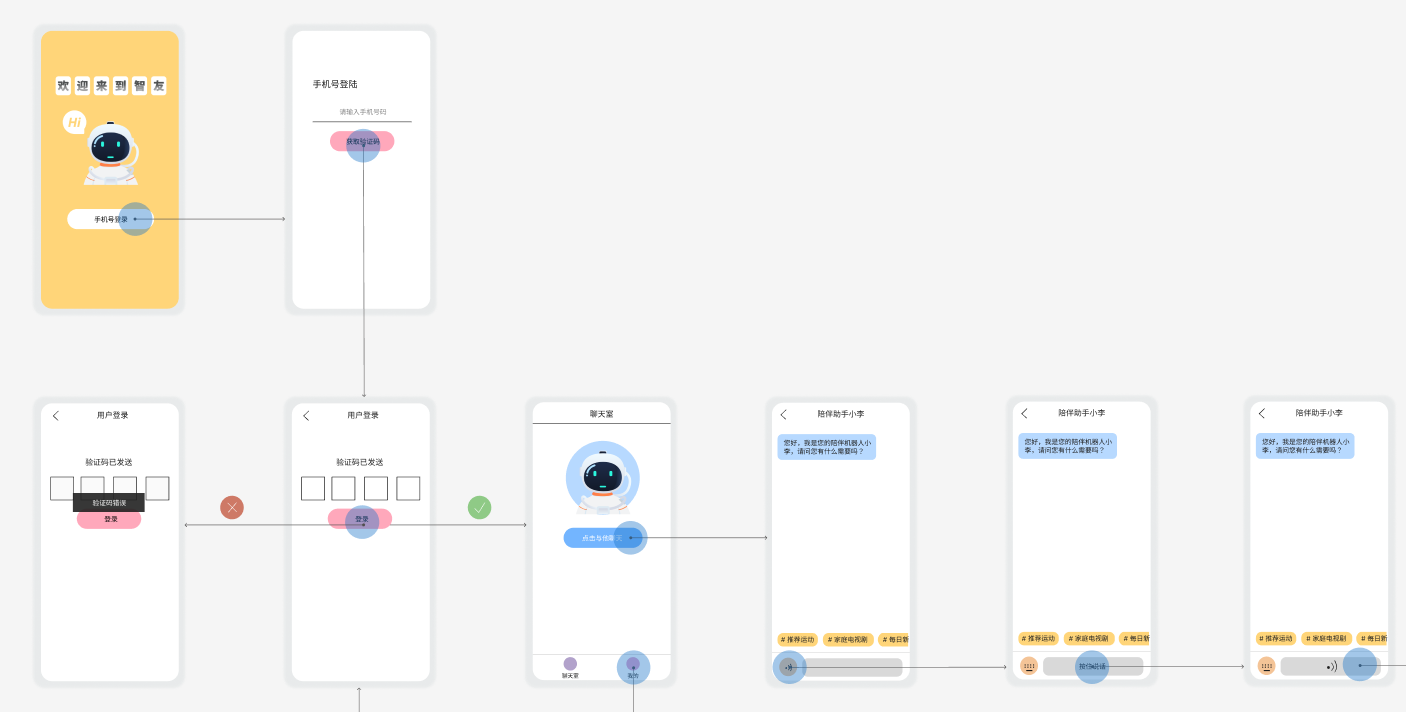 欢迎来到智友
Hi
手机号登录
手机号登陆
请输入手机号码
获取验证码
用户登录
验证码已发送
验证码错误
登录
用户登录
验证码已发送
登录
聊天室
点击与他聊天
聊天室
我的
陪伴助手小李
您好，我是您的陪伴机器人小
李，请问您有什么需要吗？
# 推荐运动
# 家庭电视剧
# 每日新
陪伴助手小李
您好，我是您的陪伴机器人小
李，请问您有什么需要吗？
# 推荐运动
# 家庭电视剧
# 每日新
按住说话
陪伴助手小李
您好，我是您的陪伴机器人小
李，请问您有什么需要吗？
# 推荐运动
# 家庭电视剧
# 每日新